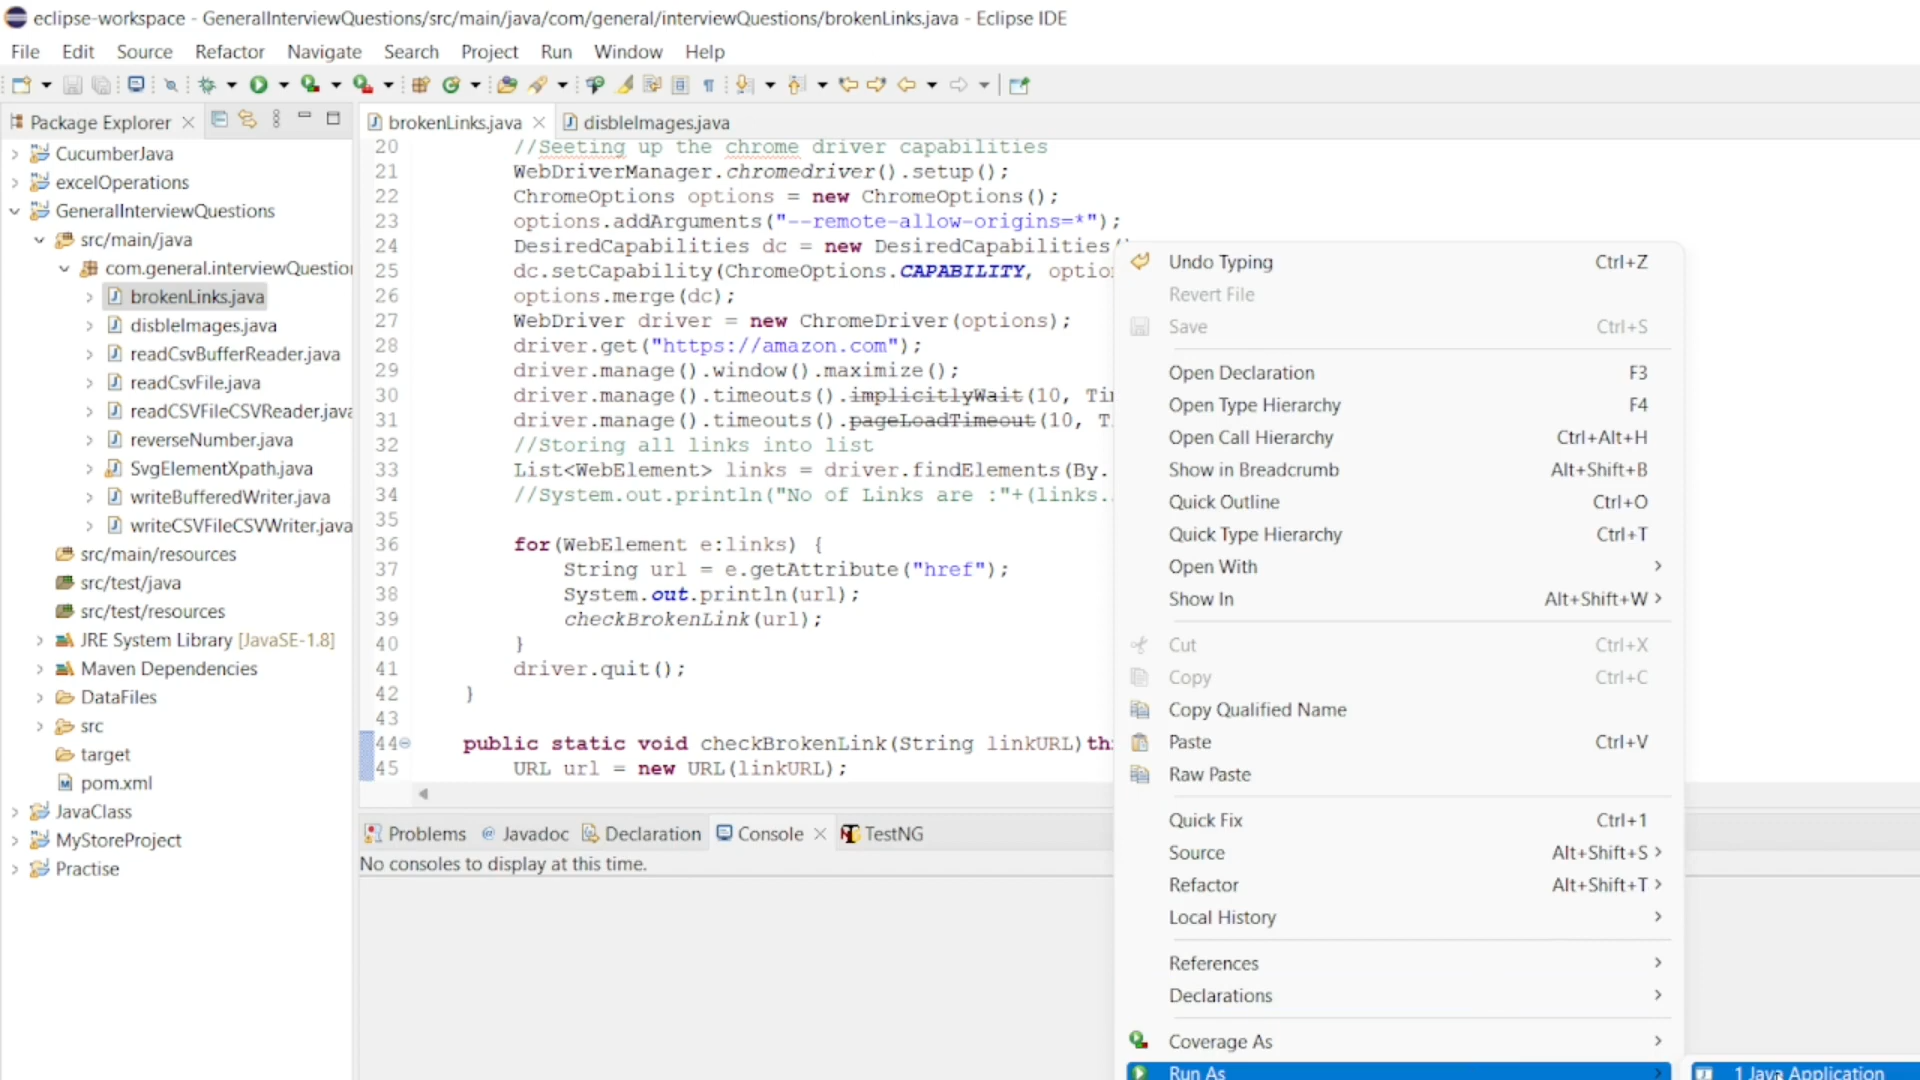 eclipse-workspace - GeneralInterviewQuestions/src/main/java/com/general/interviewQuestions/brokenLinks.java - Eclipse IDE
File Edit Source Refactor Navigate Search Project Run Window Help
Package Explorer
CucumberJava
excelOperations
GeneralInterviewQuestions
src/main/java
com.general.interviewQuestion
brokenLinks.java
disbleImages.java
readCsvBufferReader.java
readCsvFile.java
readCSVFileCSVReader.java
reverseNumber.java
SvgElementXpath.java
writeBufferedWriter.java
writeCSVFileCSVWriter.java
src/main/resources
src/test/java
src/test/resources
JRE System Library [JavaSE-1.8]
Maven Dependencies
DataFiles
src
target
pom.xml
JavaClass
MyStoreProject
Practise
brokenLinks.java disbleImages.java
20 //Seeting up the chrome driver capabilities
21 WebDriverManager.chromedriver().setup();
22 ChromeOptions options = new ChromeOptions();
23 options.addArguments("--remote-allow-origins=*");
24 DesiredCapabilities dc = new DesiredCapabilities(
25 dc.setCapability(ChromeOptions.CAPABILITY, optio
26 options.merge(dc);
27 WebDriver driver = new ChromeDriver(options);
28 driver.get("https://amazon.com");
29 driver.manage().window().maximize();
30 driver.manage().timeouts().implicitlyWait(10, Ti
31 driver.manage().timeouts().pageLoadTimeout(10, T
32 //Storing all links into list
33 List<WebElement> links = driver.findElements(By.
34 //System.out.println("No of Links are :"+(links.
35
36 for(WebElement e:links) {
37 String url = e.getAttribute("href");
38 System.out.println(url);
39 checkBrokenLink(url);
40 }
41 driver.quit();
42 }
43
44 public static void checkBrokenLink(String linkURL)th
45 URL url = new URL(linkURL);
Problems Javadoc Declaration Console TestNG
No consoles to display at this time.
Undo Typing Ctrl+Z
Revert File
Save Ctrl+S
Open Declaration F3
Open Type Hierarchy F4
Open Call Hierarchy Ctrl+Alt+H
Show in Breadcrumb Alt+Shift+B
Quick Outline Ctrl+O
Quick Type Hierarchy Ctrl+T
Open With
Show In Alt+Shift+W
Cut Ctrl+X
Copy Ctrl+C
Copy Qualified Name
Paste Ctrl+V
Raw Paste
Quick Fix Ctrl+1
Source Alt+Shift+S
Refactor Alt+Shift+T
Local History
References
Declarations
Coverage As
Run As
1 Java Application